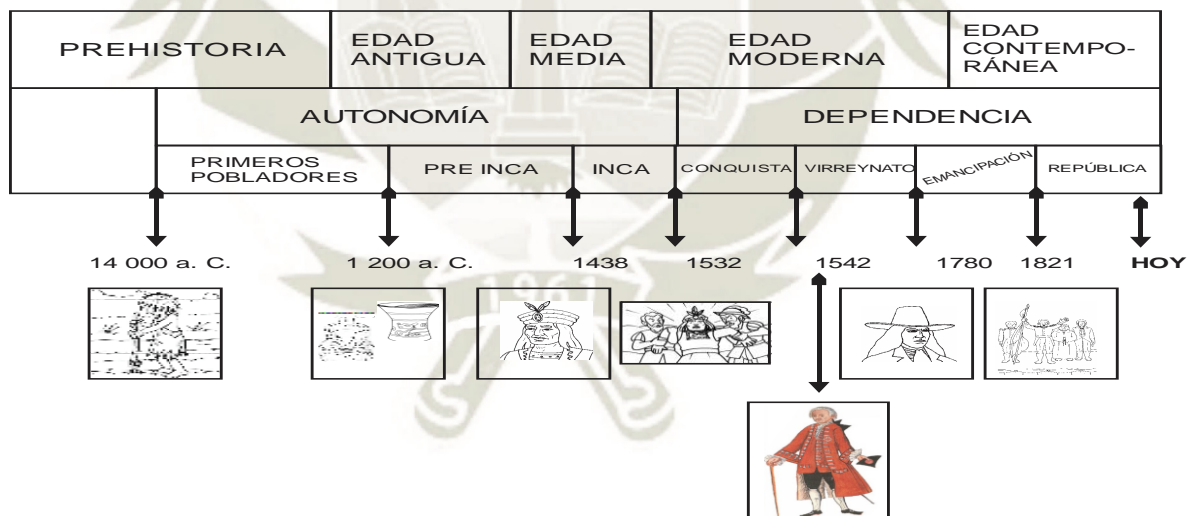 PREHISTORIA
EDAD
ANTIGUA
EDAD
MEDIA
EDAD
MODERNA
EDAD
CONTEMPO-
RÁNEA
AUTONOMÍA
DEPENDENCIA
PRIMEROS
POBLADORES
PRE INCA
INCA
CONQUISTA
VIRREYNATO
EMANCIPACIÓN
REPÚBLICA
14 000 a. C.
1 200 a. C.
1438
1532
1542
1780
1821
HOY
961